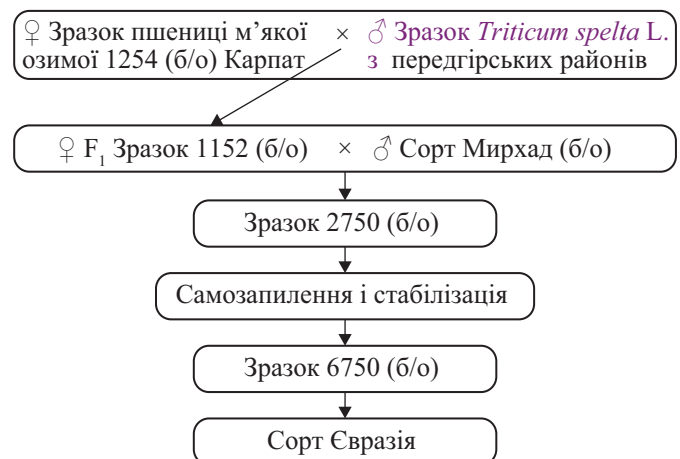 ♀ Зразок пшениці м’якої × ♂ Зразок Triticum spelta L.
озимої 1254 (б/о) Карпат з передгірських районів
♀ F₁ Зразок 1152 (б/о) × ♂ Сорт Мирхад (б/о)
Зразок 2750 (б/о)
Самозапилення і стабілізація
Зразок 6750 (б/о)
Сорт Євразія